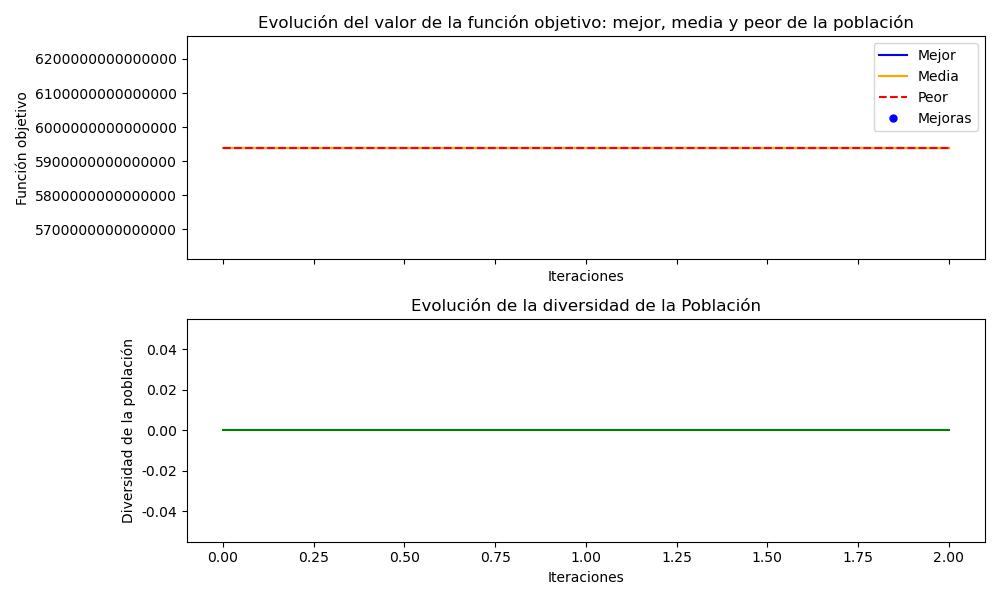 Evolución del valor de la función objetivo: mejor, media y peor de la población
Función objetivo
6200000000000000
6100000000000000
6000000000000000
5900000000000000
5800000000000000
5700000000000000
Mejor
Media
Peor
Mejoras
Iteraciones
Evolución de la diversidad de la Población
Diversidad de la población
0.04
0.02
0.00
-0.02
-0.04
0.00 0.25 0.50 0.75 1.00 1.25 1.50 1.75 2.00
Iteraciones